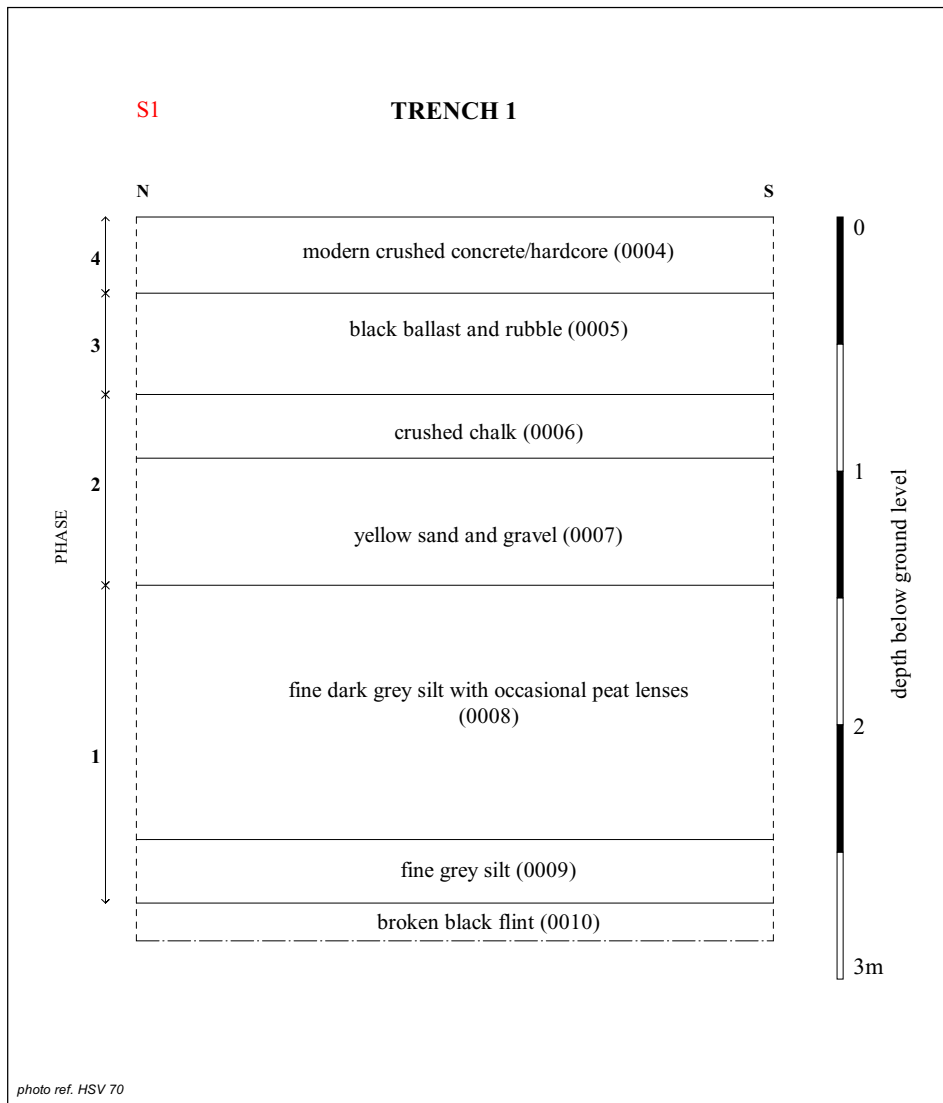 S1
TRENCH 1
N
S
0
modern crushed concrete/hardcore (0004)
4
black ballast and rubble (0005)
3
crushed chalk (0006)
1
2
PHASE
yellow sand and gravel (0007)
depth below ground level
fine dark grey silt with occasional peat lenses
(0008)
2
1
fine grey silt (0009)
broken black flint (0010)
3m
photo ref. HSV 70